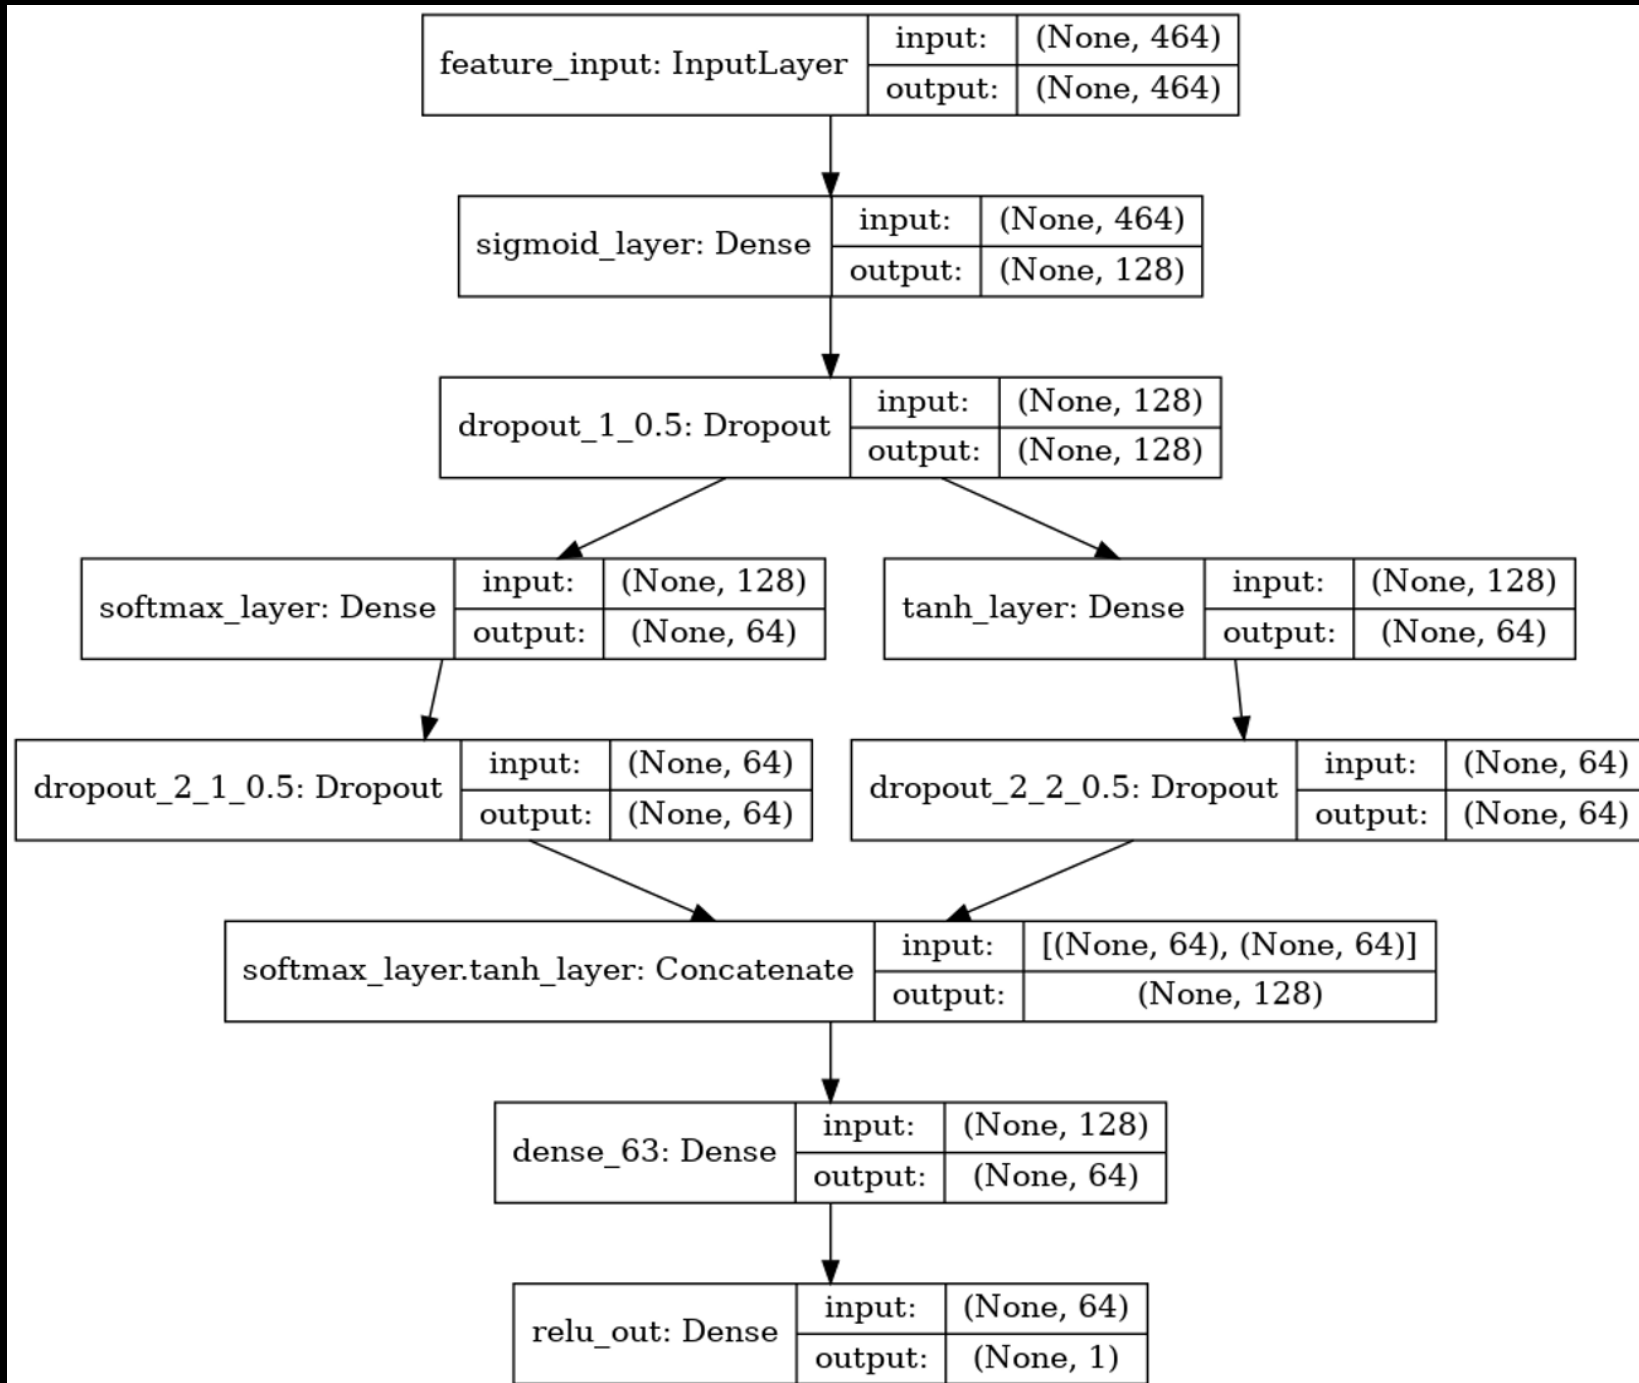 feature_input: InputLayer
input: (None, 464)
output: (None, 464)
sigmoid_layer: Dense
input: (None, 464)
output: (None, 128)
dropout_1_0.5: Dropout
input: (None, 128)
output: (None, 128)
softmax_layer: Dense
input: (None, 128)
output: (None, 64)
tanh_layer: Dense
input: (None, 128)
output: (None, 64)
dropout_2_1_0.5: Dropout
input: (None, 64)
output: (None, 64)
dropout_2_2_0.5: Dropout
input: (None, 64)
output: (None, 64)
softmax_layer.tanh_layer: Concatenate
input: [(None, 64), (None, 64)]
output: (None, 128)
dense_63: Dense
input: (None, 128)
output: (None, 64)
relu_out: Dense
input: (None, 64)
output: (None, 1)